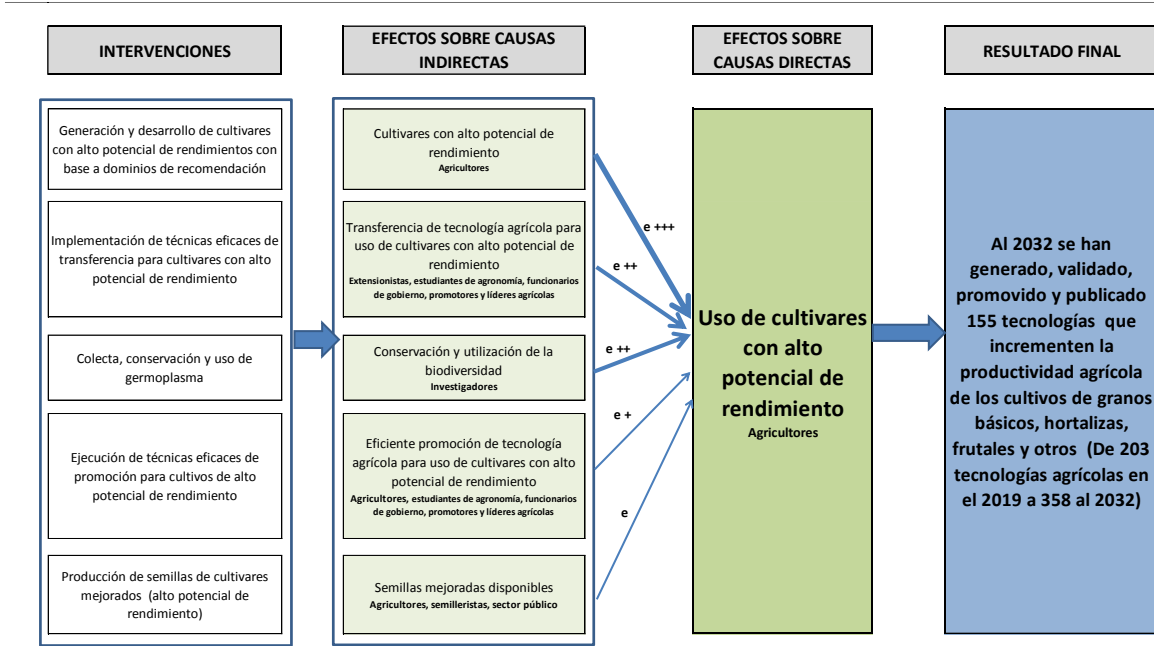 INTERVENCIONES
EFECTOS SOBRE CAUSAS
INDIRECTAS
EFECTOS SOBRE
CAUSAS DIRECTAS
RESULTADO FINAL
Generación y desarrollo de cultivares
con alto potencial de rendimientos con
base a dominios de recomendación
Implementación de técnicas eficaces de
transferencia para cultivares con alto
potencial de rendimiento
Colecta, conservación y uso de
germoplasma
Ejecución de técnicas eficaces de
promoción para cultivos de alto
potencial de rendimiento
Producción de semillas de cultivares
mejorados (alto potencial de
rendimiento)
Cultivares con alto potencial de
rendimiento
Agricultores
Transferencia de tecnología agrícola para
uso de cultivares con alto potencial de
rendimiento
Extensionistas, estudiantes de agronomía, funcionarios
de gobierno, promotores y líderes agrícolas
Conservación y utilización de la
biodiversidad
Investigadores
Eficiente promoción de tecnología
agrícola para uso de cultivares con alto
potencial de rendimiento
Agricultores, estudiantes de agronomía, funcionarios
de gobierno, promotores y líderes agrícolas
Semillas mejoradas disponibles
Agricultores, semilleristas, sector público
e +++
e ++
e ++
e +
e
Uso de cultivares
con alto
potencial de
rendimiento
Agricultores
Al 2032 se han
generado, validado,
promovido y publicado
155 tecnologías que
incrementen la
productividad agrícola
de los cultivos de granos
básicos, hortalizas,
frutales y otros (De 203
tecnologías agrícolas en
el 2019 a 358 al 2032)